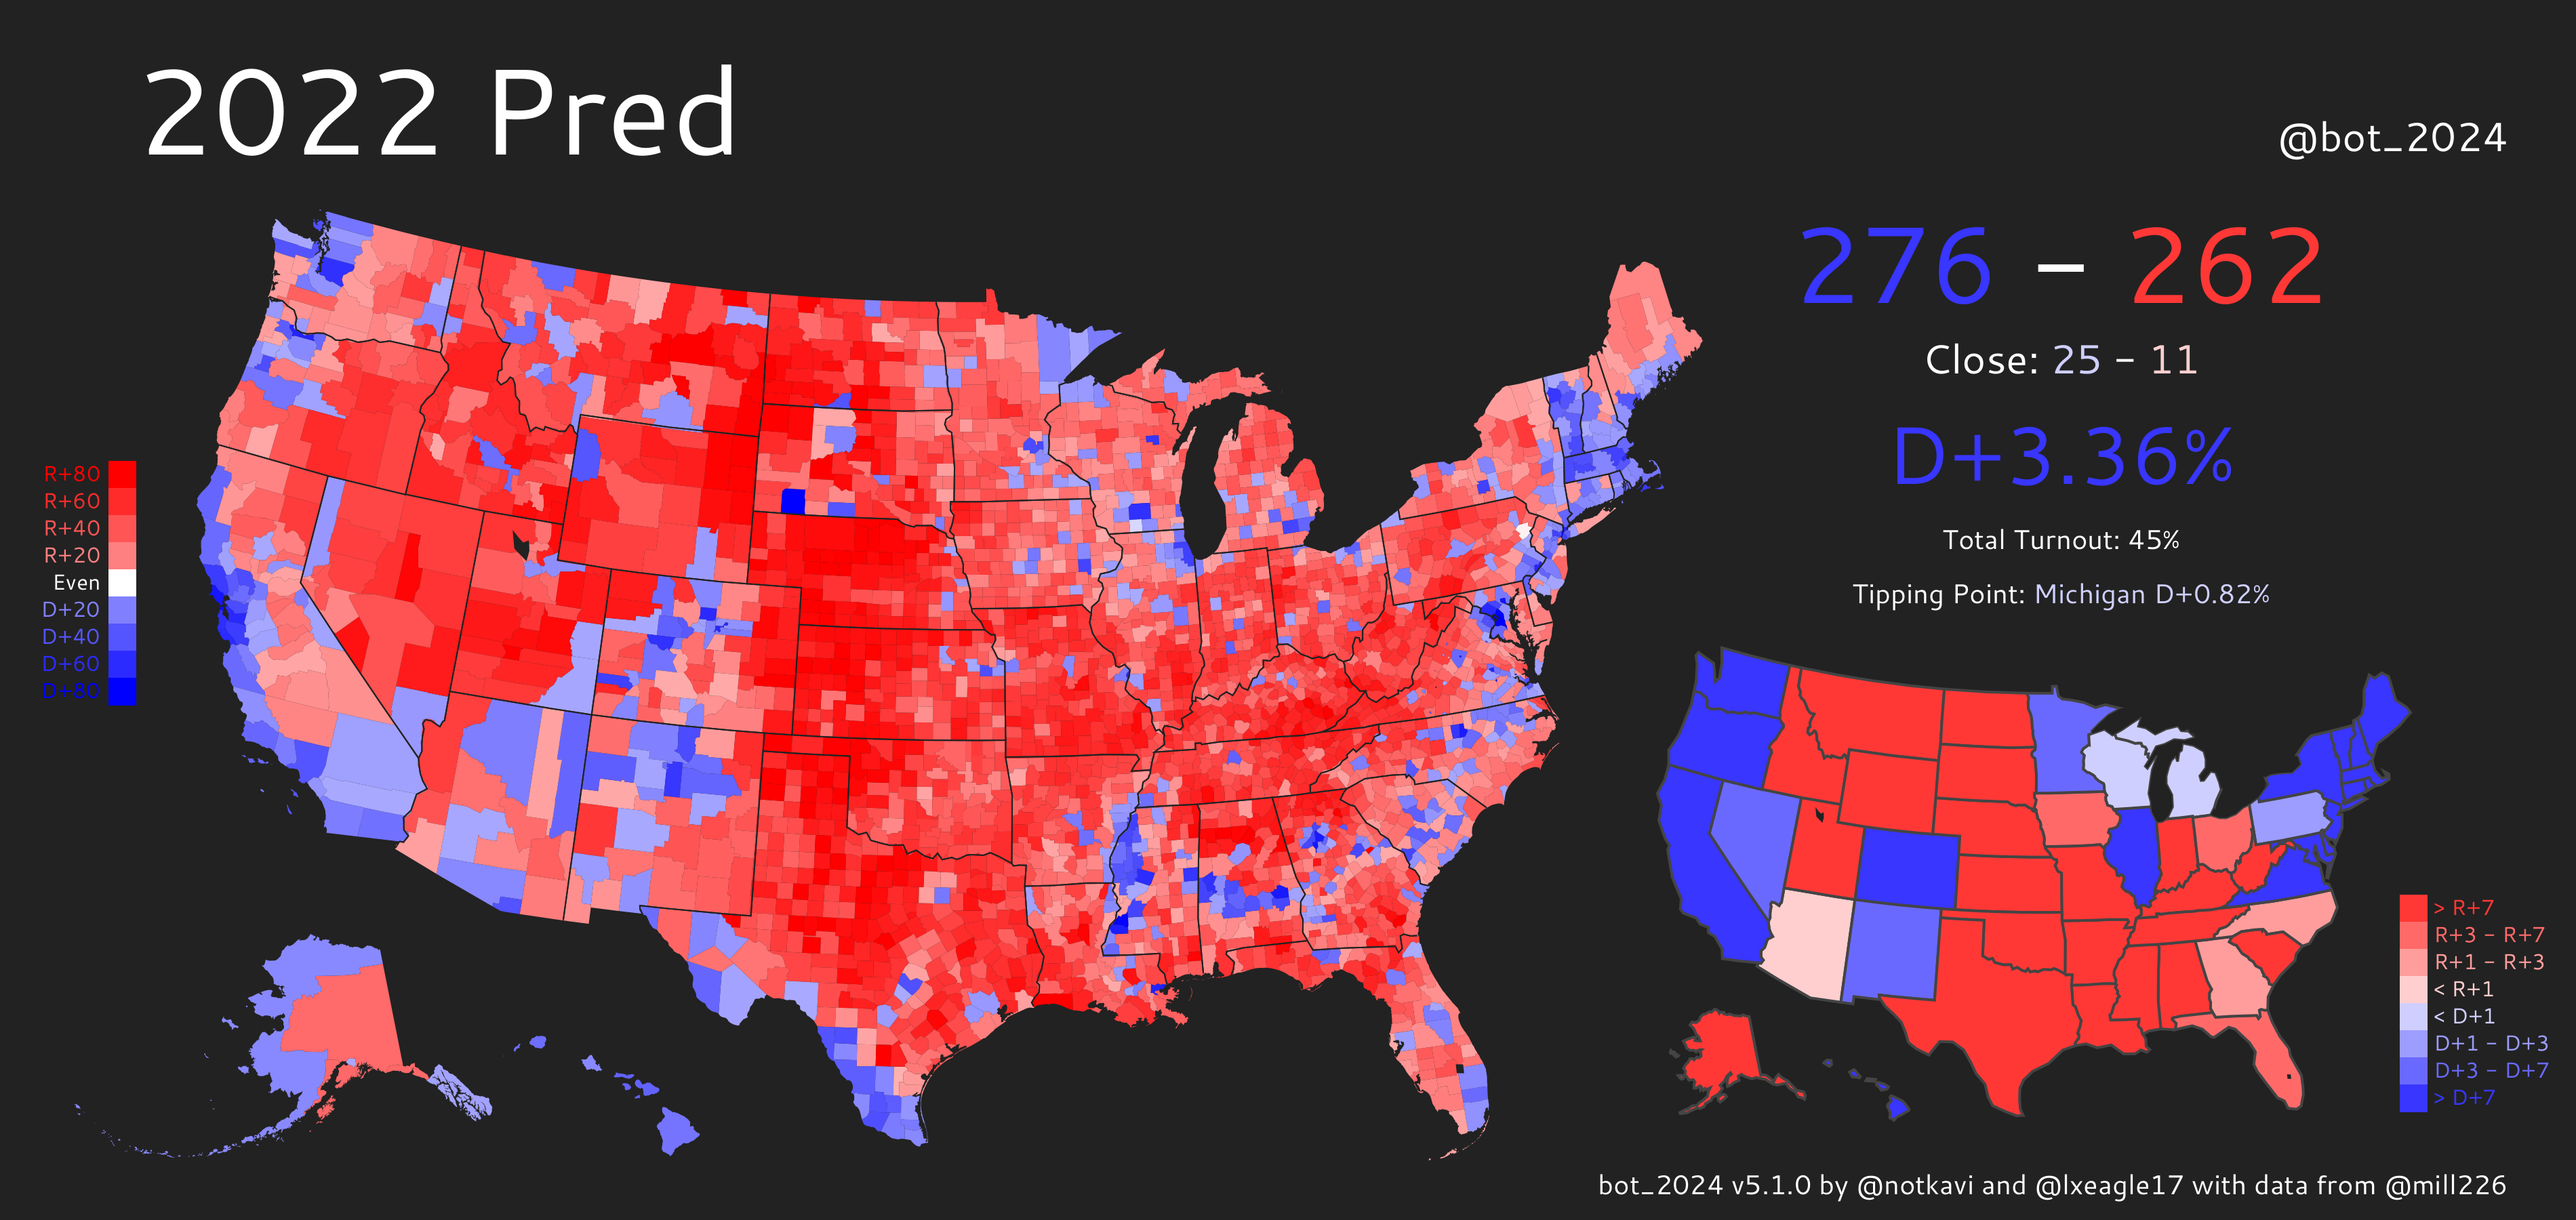 2022 Pred
@bot_2024
276 – 262
Close: 25 – 11
D+3.36%
Total Turnout: 45%
Tipping Point: Michigan D+0.82%
R+80
R+60
R+40
R+20
Even
D+20
D+40
D+60
D+80
> R+7
R+3 – R+7
R+1 – R+3
< R+1
< D+1
D+1 – D+3
D+3 – D+7
> D+7
bot_2024 v5.1.0 by @notkavi and @lxeagle17 with data from @mill226